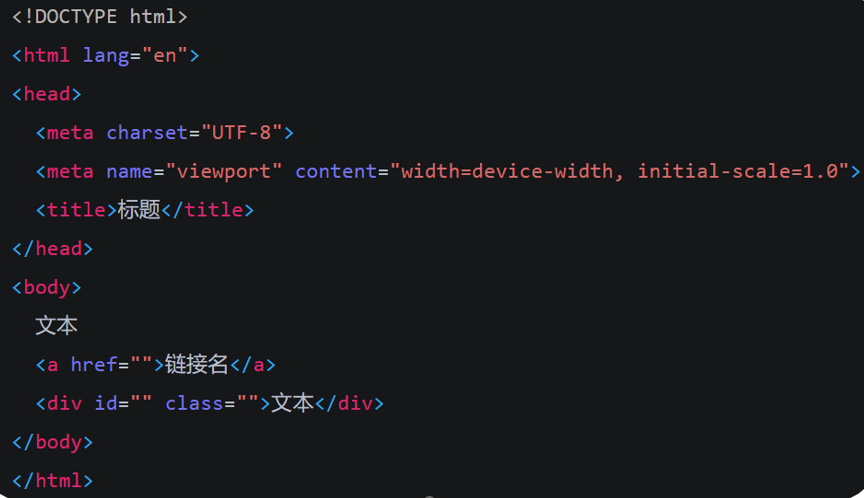 <!DOCTYPE html>
<html lang="en">
<head>
<meta charset="UTF-8">
<meta name="viewport" content="width=device-width, initial-scale=1.0">
<title>标题</title>
</head>
<body>
文本
<a href="">链接名</a>
<div id="" class="">文本</div>
</body>
</html>